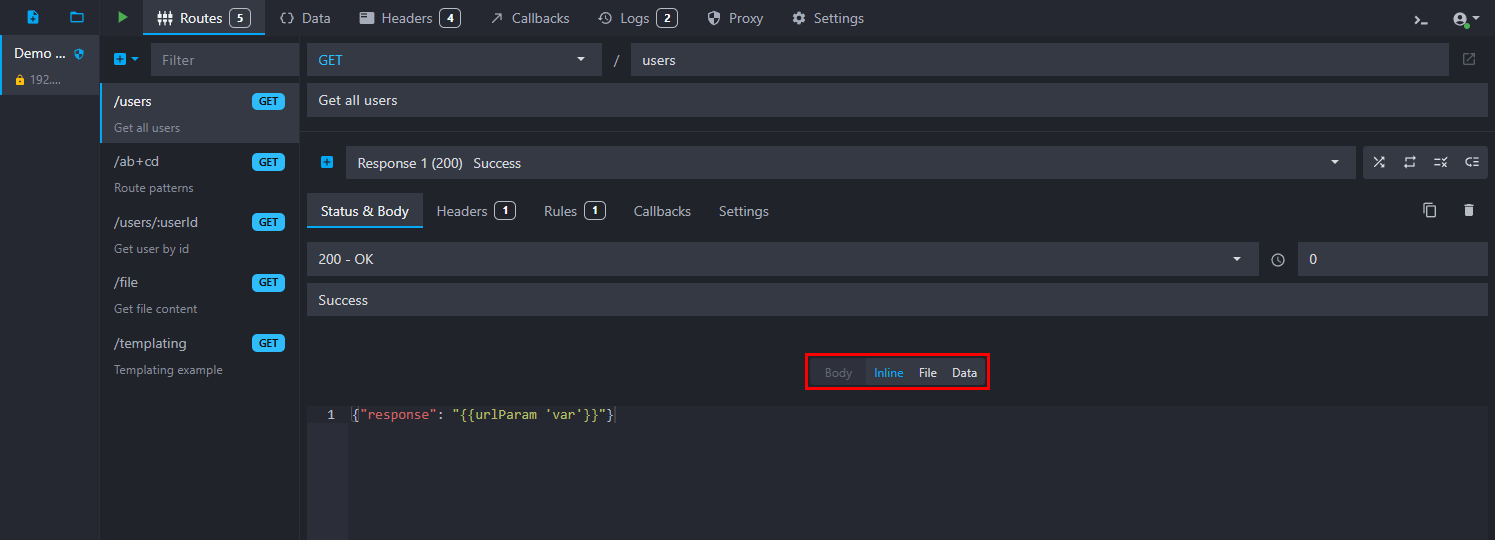 Routes 5 Data Headers 4 Callbacks Logs 2 Proxy Settings
Demo ...
192....
Filter
/users GET
Get all users
/ab+cd GET
Route patterns
/users/:userId GET
Get user by id
/file GET
Get file content
/templating GET
Templating example
GET / users
Get all users
Response 1 (200) Success
Status & Body Headers 1 Rules 1 Callbacks Settings
200 - OK 0
Success
Body Inline File Data
1 {"response": "{{urlParam 'var'}}"}